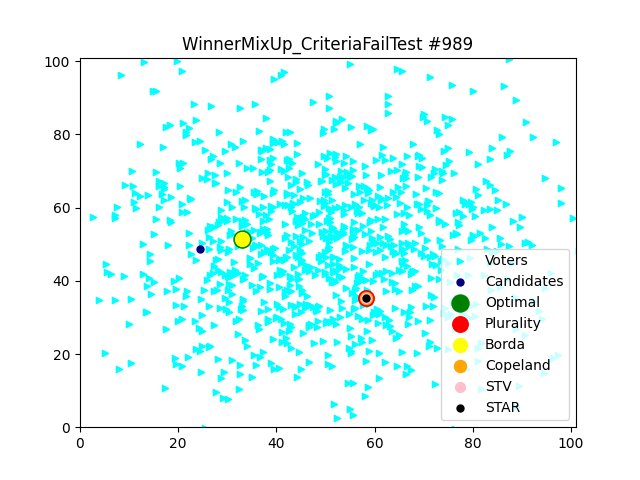 WinnerMixUp_CriteriaFailTest #989
100
80
60
40
20
0
0
20
40
60
80
100
Voters
Candidates
Optimal
Plurality
Borda
Copeland
STV
STAR